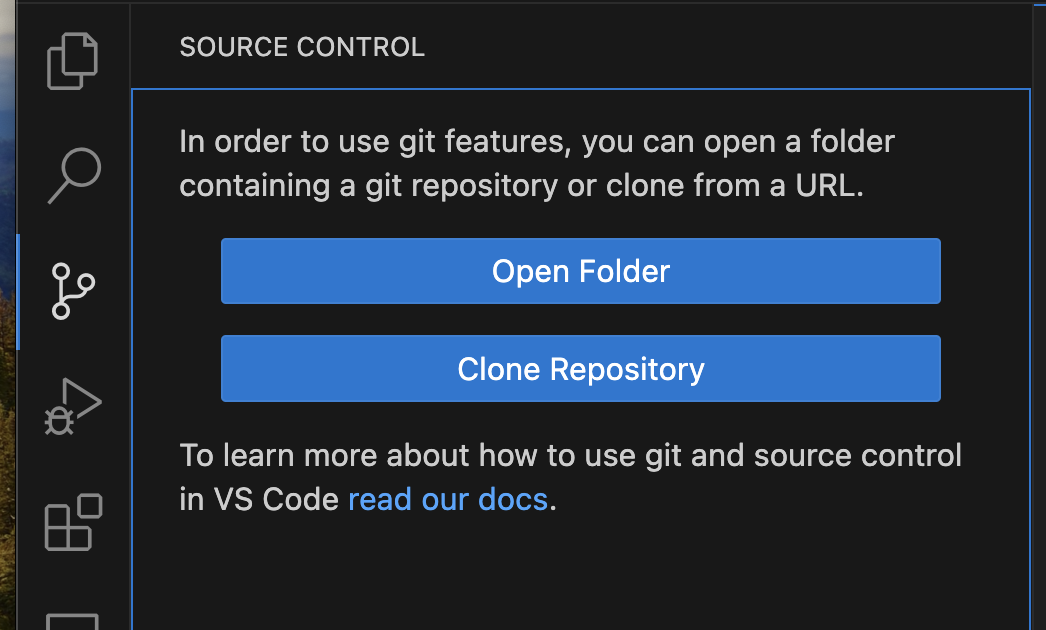 SOURCE CONTROL
In order to use git features, you can open a folder
containing a git repository or clone from a URL.
Open Folder
Clone Repository
To learn more about how to use git and source control
in VS Code read our docs.